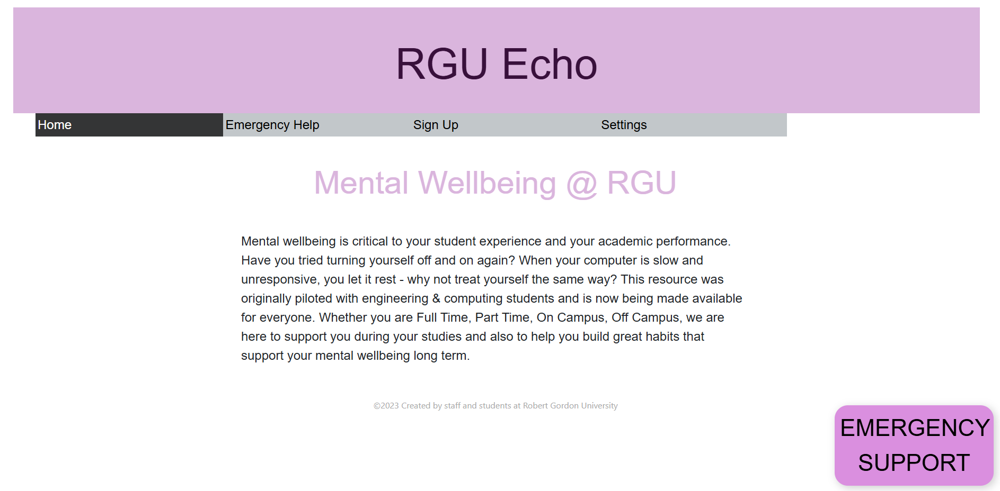 RGU Echo
Home Emergency Help Sign Up Settings
Mental Wellbeing @ RGU
Mental wellbeing is critical to your student experience and your academic performance.
Have you tried turning yourself off and on again? When your computer is slow and
unresponsive, you let it rest - why not treat yourself the same way? This resource was
originally piloted with engineering & computing students and is now being made available
for everyone. Whether you are Full Time, Part Time, On Campus, Off Campus, we are
here to support you during your studies and also to help you build great habits that
support your mental wellbeing long term.
©2023 Created by staff and students at Robert Gordon University
EMERGENCY
SUPPORT